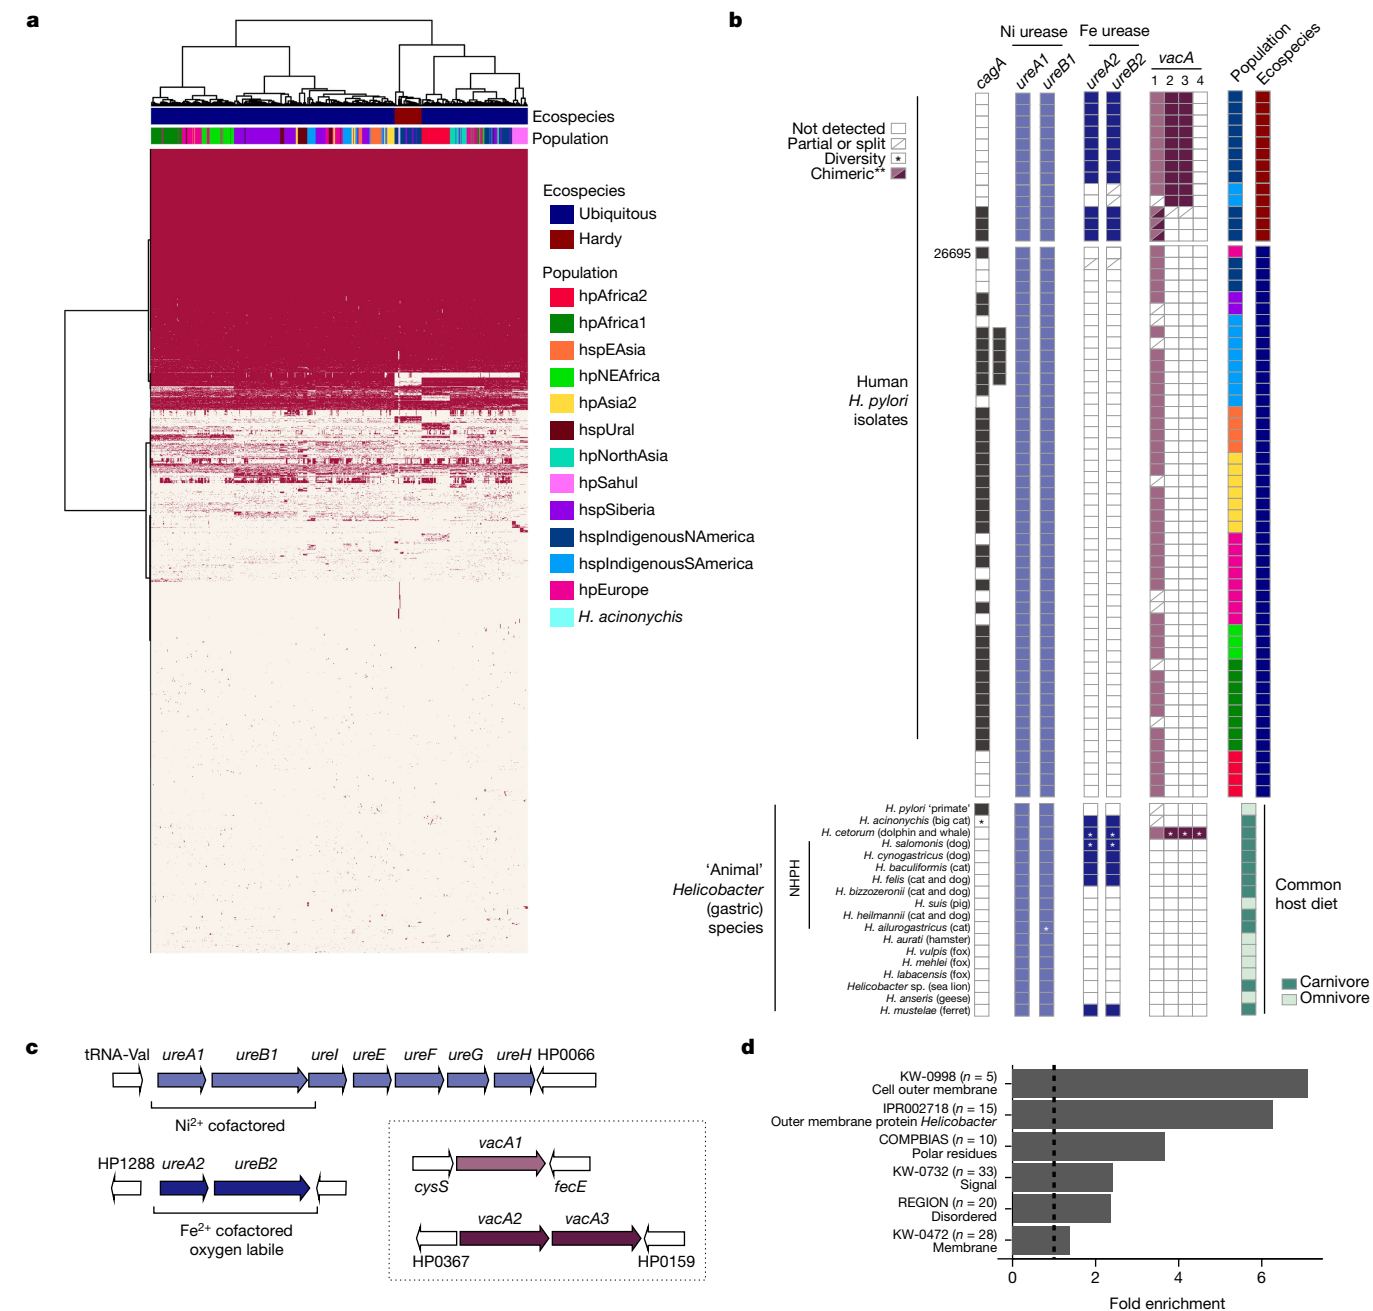 a
Ecospecies
Population
Ecospecies
Ubiquitous
Hardy
Population
hpAfrica2
hpAfrica1
hspEAsia
hpNEAfrica
hpAsia2
hspUral
hpNorthAsia
hpSahul
hspSiberia
hspIndigenousNAmerica
hspIndigenousSAmerica
hpEurope
H. acinonychis
b
Ni urease
Fe urease
cagA
ureA1
ureB1
ureA2
ureB2
vacA
1 2 3 4
Population
Ecospecies
Not detected
Partial or split
Diversity *
Chimeric**
26695
Human
H. pylori
isolates
H. pylori ‘primate’
H. acinonychis (big cat)
H. cetorum (dolphin and whale)
H. salomonis (dog)
H. cynogastricus (dog)
H. baculiformis (cat)
H. felis (cat and dog)
H. bizzozeronii (cat and dog)
H. suis (pig)
H. heilmannii (cat and dog)
H. ailurogastricus (cat)
H. aurati (hamster)
H. vulpis (fox)
H. mehlei (fox)
H. labacensis (fox)
Helicobacter sp. (sea lion)
H. anseris (geese)
H. mustelae (ferret)
‘Animal’
Helicobacter
(gastric)
species
NHPH
Common
host diet
Carnivore
Omnivore
c
tRNA-Val ureA1 ureB1 ureI ureE ureF ureG ureH HP0066
Ni2+ cofactored
HP1288 ureA2 ureB2
Fe2+ cofactored
oxygen labile
vacA1
cysS fecE
vacA2 vacA3
HP0367 HP0159
d
KW-0998 (n = 5)
Cell outer membrane
IPR002718 (n = 15)
Outer membrane protein Helicobacter
COMPBIAS (n = 10)
Polar residues
KW-0732 (n = 33)
Signal
REGION (n = 20)
Disordered
KW-0472 (n = 28)
Membrane
0 2 4 6
Fold enrichment